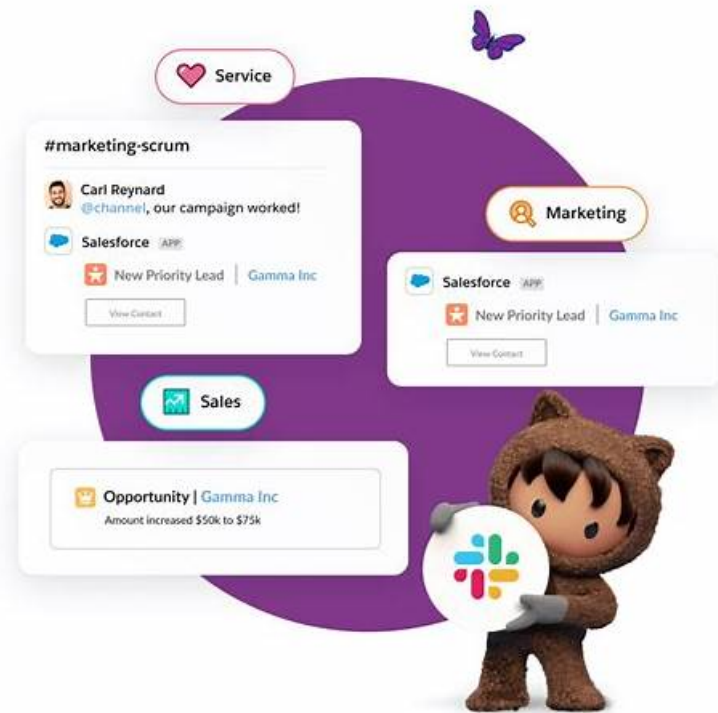 Service
#marketing-scrum
Carl Reynard
@channel, our campaign worked!
Salesforce APP
New Priority Lead | Gamma Inc
View Contact
Marketing
Salesforce APP
New Priority Lead | Gamma Inc
View Contact
Sales
Opportunity | Gamma Inc
Amount increased $50k to $75k